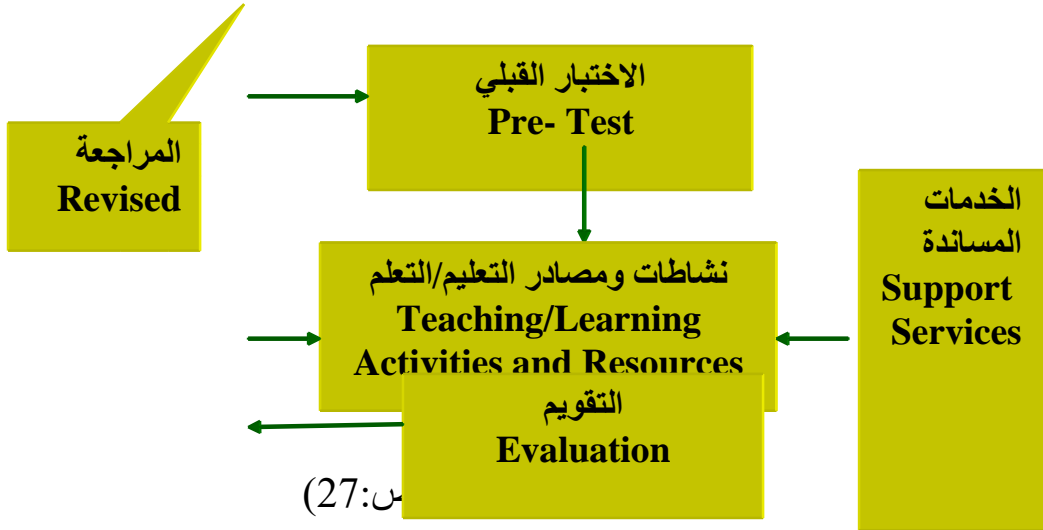 الاختبار القبلي
Pre- Test
المراجعة
Revised
الخدمات
المساندة
Support
Services
نشاطات ومصادر التعليم/التعلم
Teaching/Learning
Activities and Resources
التقويم
Evaluation
ص:27)